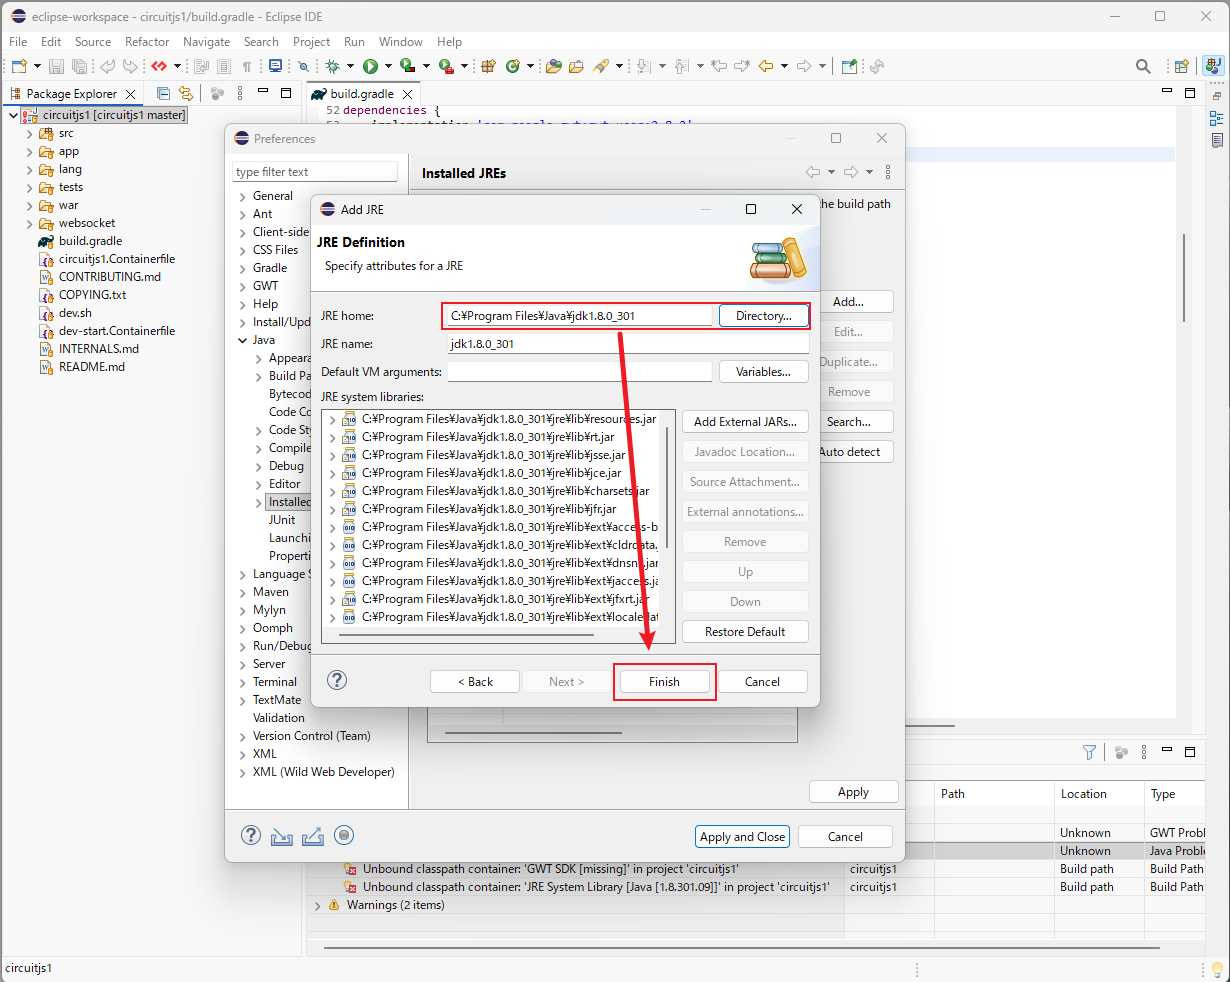 eclipse-workspace - circuitjs1/build.gradle - Eclipse IDE
File Edit Source Refactor Navigate Search Project Run Window Help
Package Explorer
build.gradle
circuitjs1 [circuitjs1 master]
src
app
lang
tests
war
websocket
build.gradle
circuitjs1.Containerfile
CONTRIBUTING.md
COPYING.txt
dev.sh
dev-start.Containerfile
INTERNALS.md
README.md
52 dependencies {
Preferences
type filter text
Installed JREs
General
Ant
Client-side
CSS Files
Gradle
GWT
Help
Install/Upd
Java
Appeara
Build Pa
Bytecod
Code Co
Code Sty
Compile
Debug
Editor
Installed
JUnit
Launchi
Properti
Language S
Maven
Mylyn
Oomph
Run/Debug
Server
Terminal
TextMate
Validation
Version Control (Team)
XML
XML (Wild Web Developer)
the build path
Add...
Edit...
Duplicate...
Remove
Search...
Auto detect
Apply
Apply and Close
Cancel
Add JRE
JRE Definition
Specify attributes for a JRE
JRE home:
C:¥Program Files¥Java¥jdk1.8.0_301
Directory...
JRE name:
jdk1.8.0_301
Default VM arguments:
Variables...
JRE system libraries:
C:¥Program Files¥Java¥jdk1.8.0_301¥jre¥lib¥resources.jar
C:¥Program Files¥Java¥jdk1.8.0_301¥jre¥lib¥rt.jar
C:¥Program Files¥Java¥jdk1.8.0_301¥jre¥lib¥jsse.jar
C:¥Program Files¥Java¥jdk1.8.0_301¥jre¥lib¥jce.jar
C:¥Program Files¥Java¥jdk1.8.0_301¥jre¥lib¥charsets.jar
C:¥Program Files¥Java¥jdk1.8.0_301¥jre¥lib¥jfr.jar
C:¥Program Files¥Java¥jdk1.8.0_301¥jre¥lib¥ext¥access-b
C:¥Program Files¥Java¥jdk1.8.0_301¥jre¥lib¥ext¥cldrdata.
C:¥Program Files¥Java¥jdk1.8.0_301¥jre¥lib¥ext¥dnsns.jar
C:¥Program Files¥Java¥jdk1.8.0_301¥jre¥lib¥ext¥jaccess.ja
C:¥Program Files¥Java¥jdk1.8.0_301¥jre¥lib¥ext¥jfxrt.jar
C:¥Program Files¥Java¥jdk1.8.0_301¥jre¥lib¥ext¥localedat
Add External JARs...
Javadoc Location...
Source Attachment...
External annotations...
Remove
Up
Down
Restore Default
< Back
Next >
Finish
Cancel
Path Location Type
Unknown GWT Probl
Unknown Java Proble
Unbound classpath container: 'GWT SDK [missing]' in project 'circuitjs1' circuitjs1 Build path Build Path
Unbound classpath container: 'JRE System Library [Java [1.8.301.09]]' in project 'circuitjs1' circuitjs1 Build path Build Path
Warnings (2 items)
circuitjs1